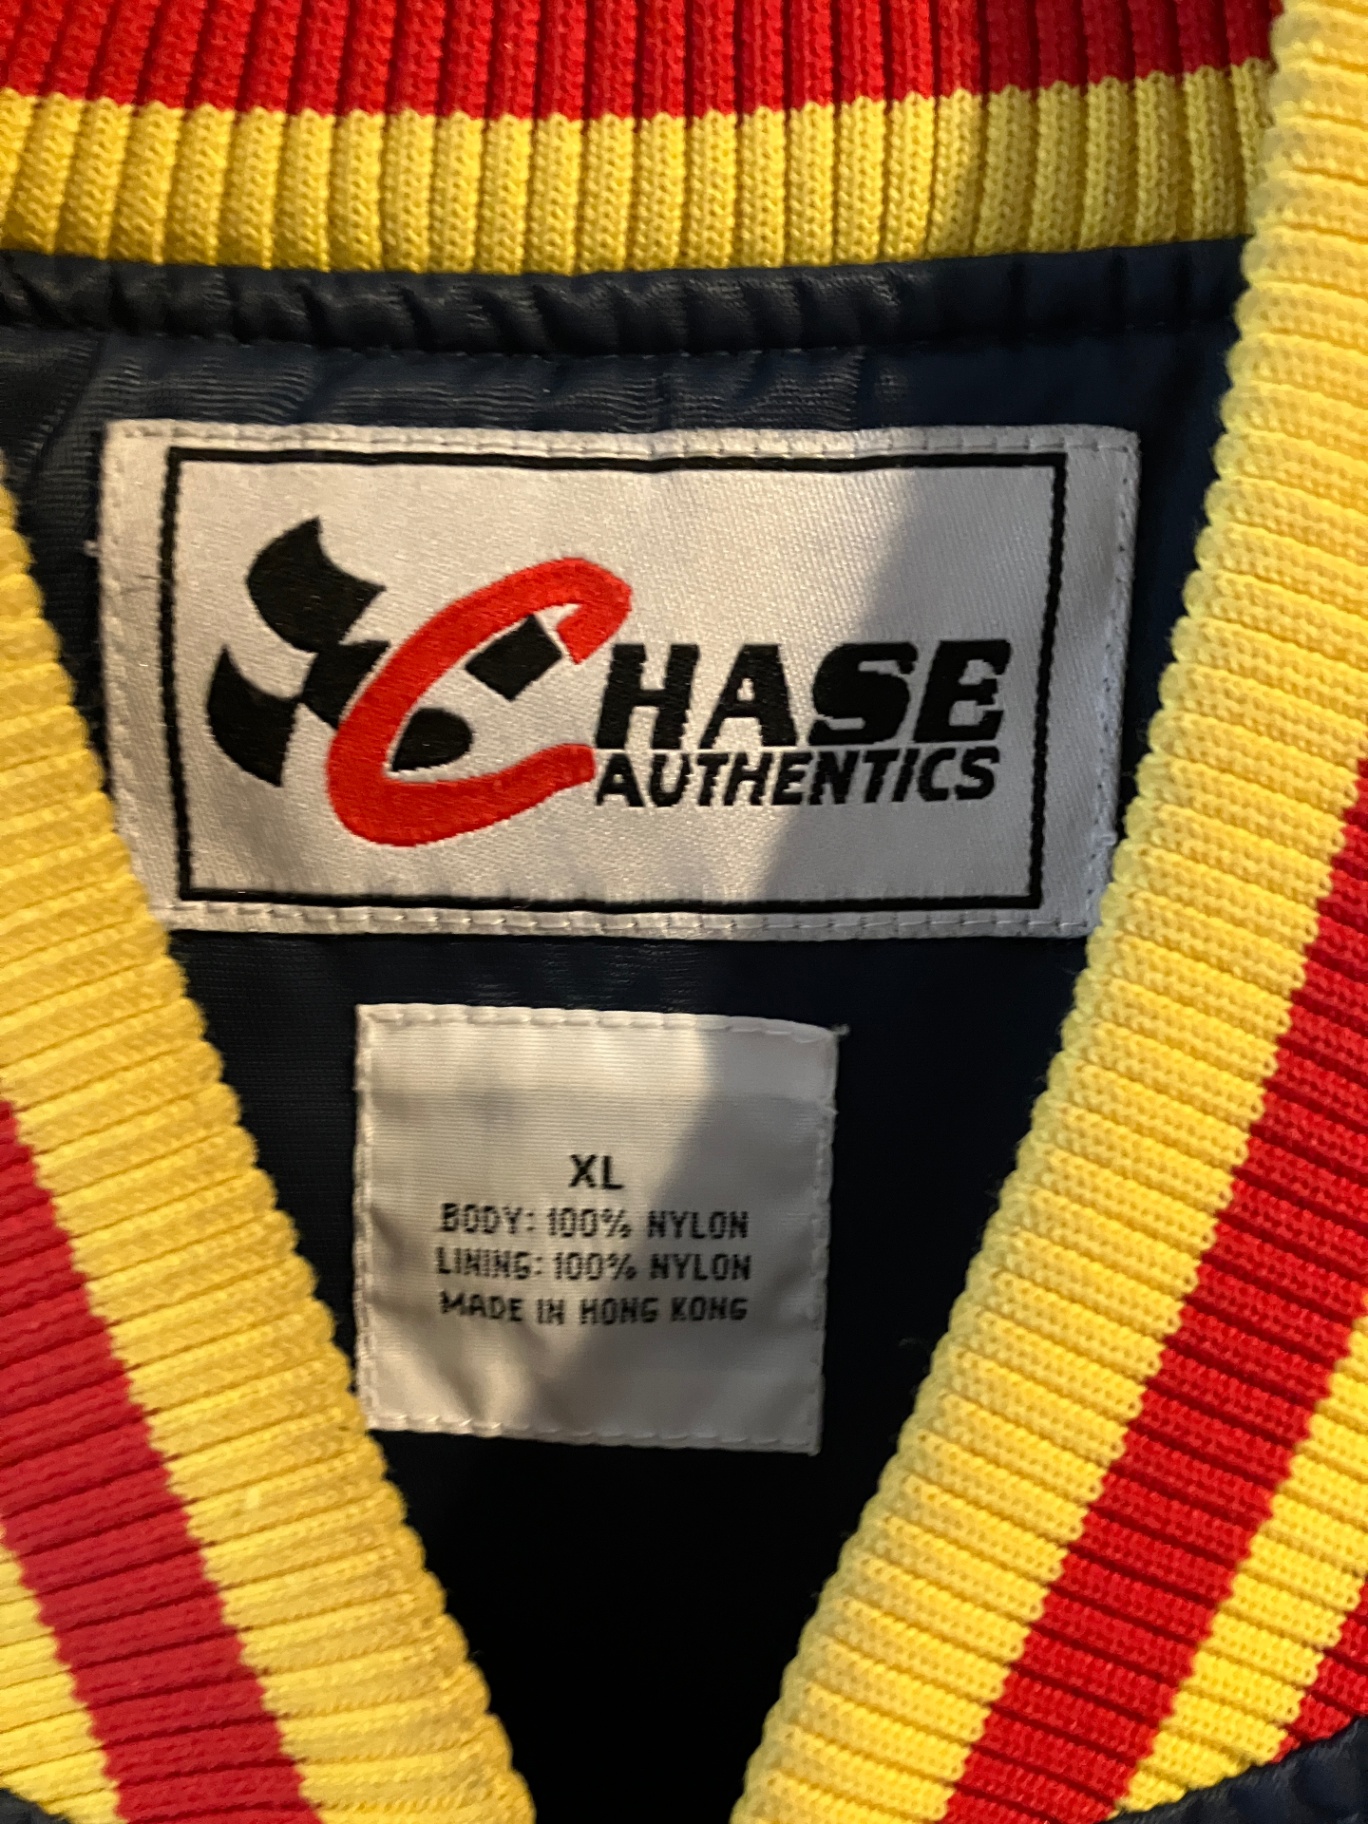 CHASE
AUTHENTICS
XL
BODY: 100% NYLON
LINING: 100% NYLON
MADE IN HONG KONG